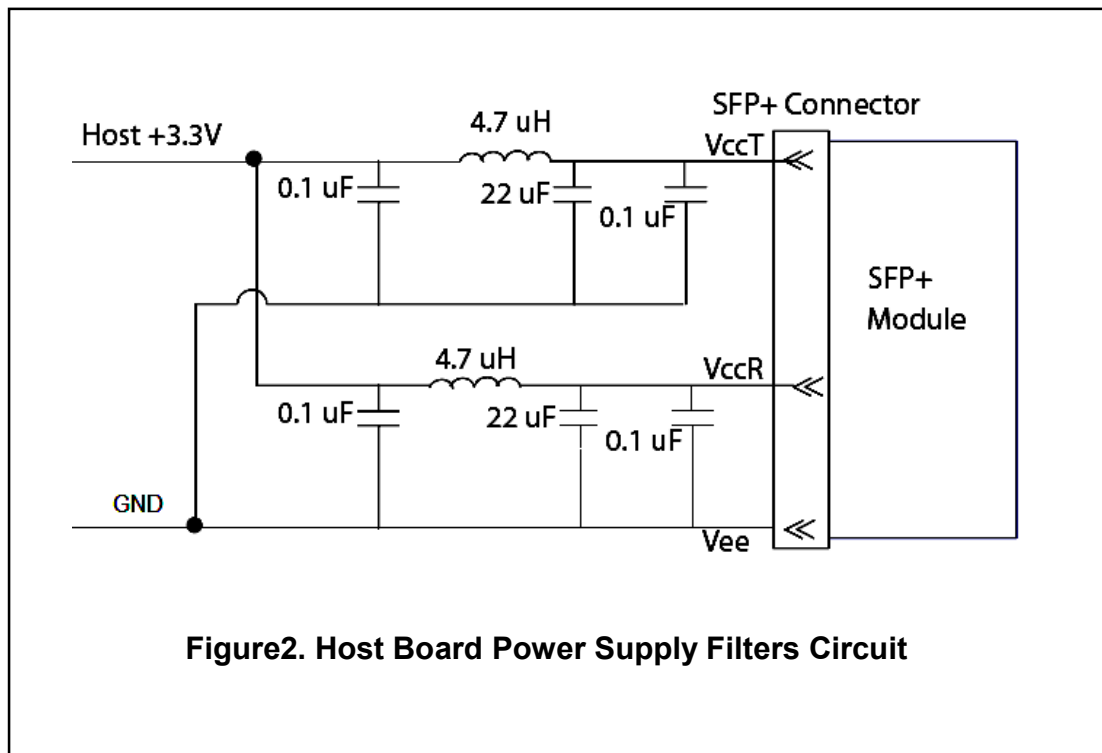 SFP+ Connector
4.7 uH
Host +3.3V
VccT
0.1 uF
22 uF
0.1 uF
SFP+
Module
4.7 uH
VccR
0.1 uF
22 uF
0.1 uF
GND
Vee
Figure2. Host Board Power Supply Filters Circuit